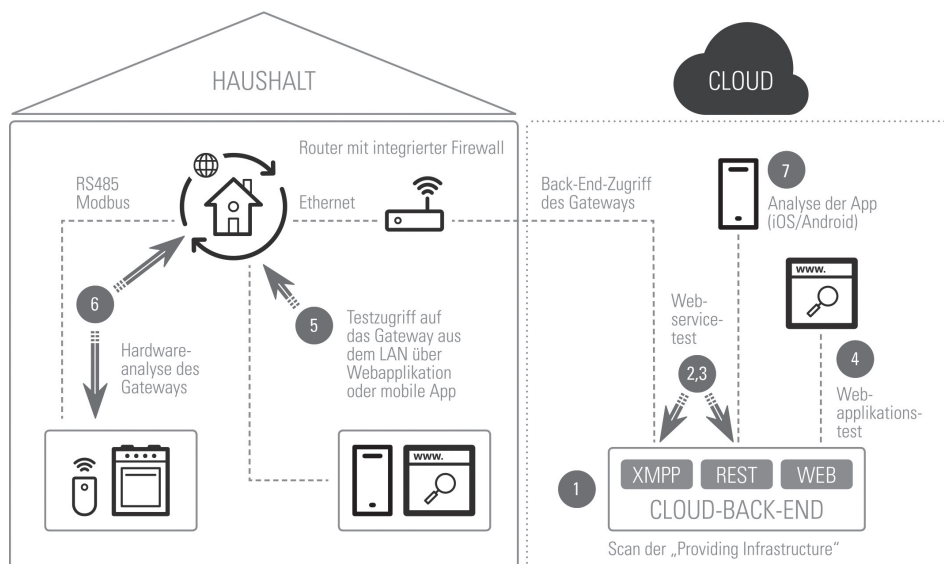 HAUSHALT
CLOUD
Router mit integrierter Firewall
RS485
Modbus
Ethernet
Back-End-Zugriff
des Gateways
7
Analyse der App
(iOS/Android)
www.
6
5
Testzugriff auf
das Gateway aus
dem LAN über
Webapplikation
oder mobile App
Hardware-
analyse des
Gateways
Web-
service-
test
2,3
4
Web-
applikations-
test
www.
1
XMPP
REST
WEB
CLOUD-BACK-END
Scan der „Providing Infrastructure“